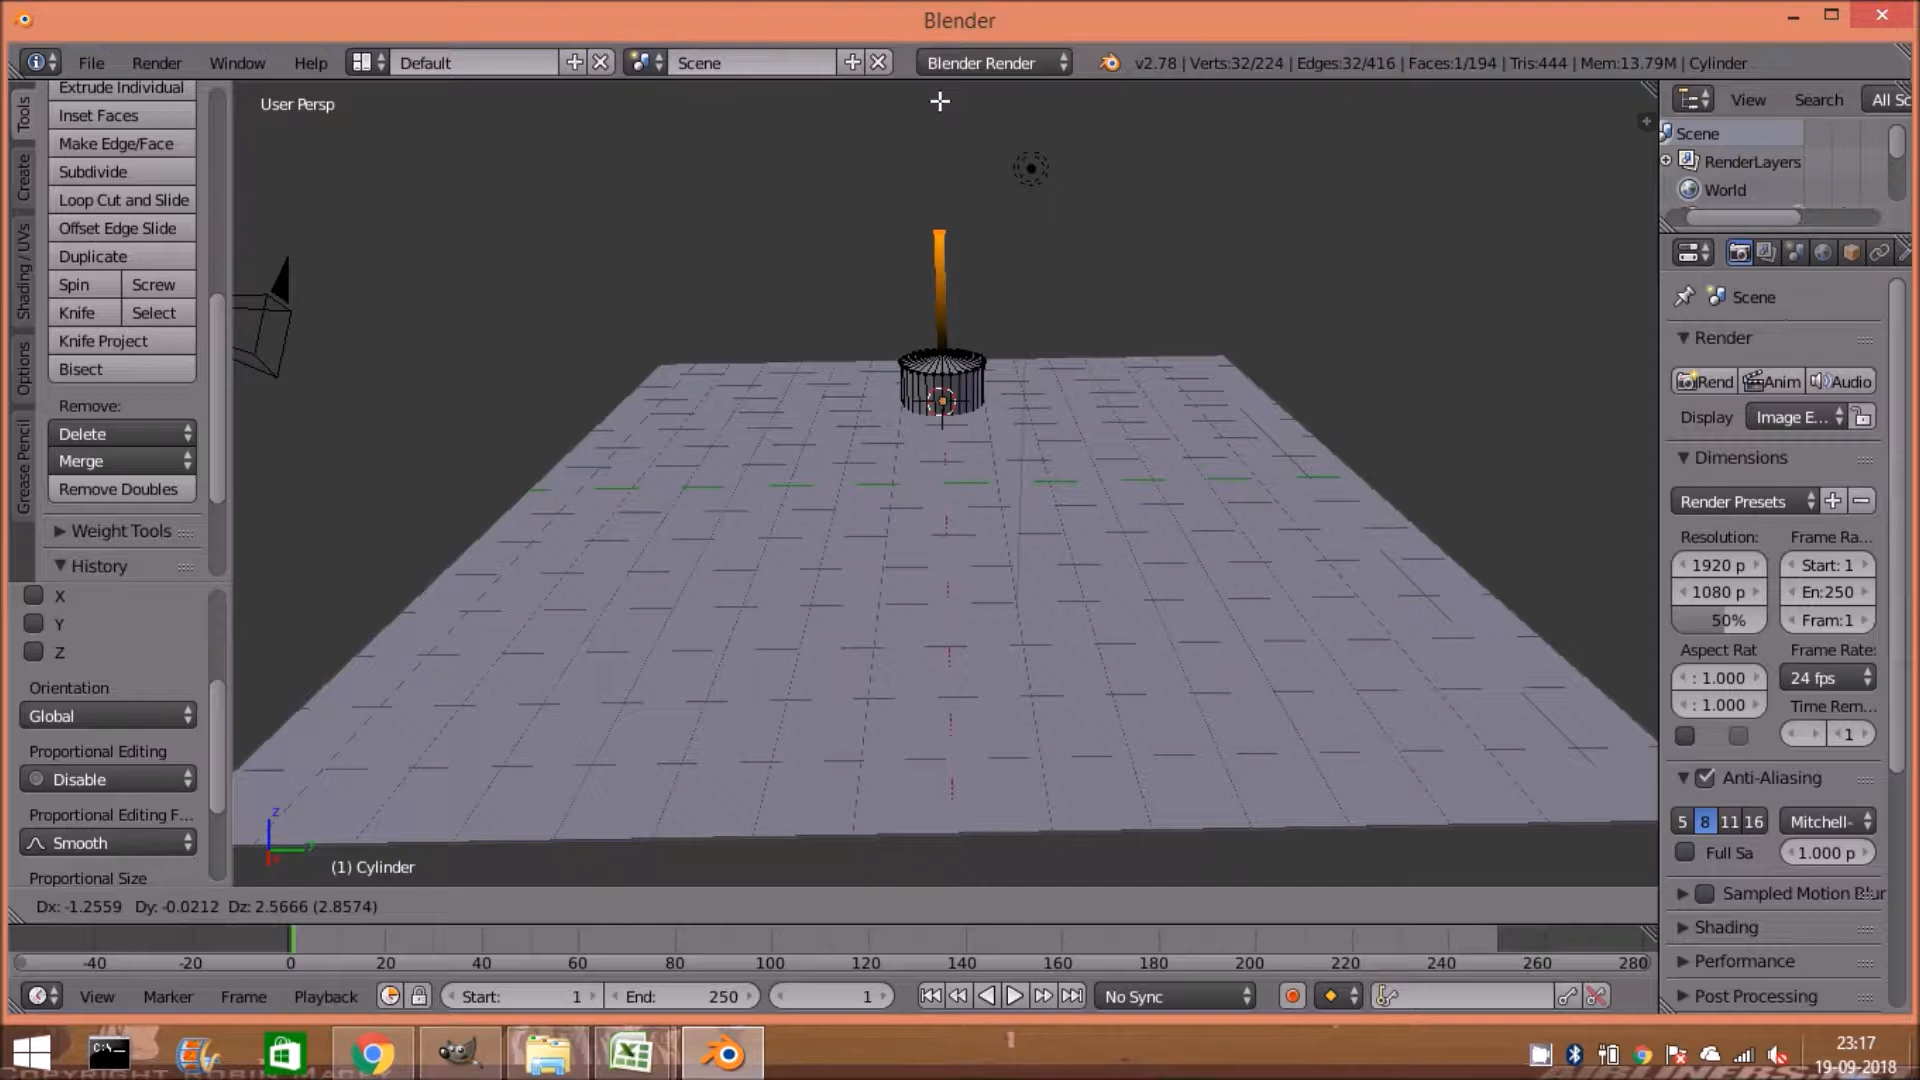 Blender
File Render Window Help Default Scene Blender Render v2.78 | Verts:32/224 | Edges:32/416 | Faces:1/194 | Tris:444 | Mem:13.79M | Cylinder
Tools
Create
Shading / UVs
Options
Grease Pencil
Extrude Individual
Inset Faces
Make Edge/Face
Subdivide
Loop Cut and Slide
Offset Edge Slide
Duplicate
Spin Screw
Knife Select
Knife Project
Bisect
Remove:
Delete
Merge
Remove Doubles
Weight Tools
History
X
Y
Z
Orientation
Global
Proportional Editing
Disable
Proportional Editing F...
Smooth
Proportional Size
User Persp
z
y
(1) Cylinder
Dx: -1.2559 Dy: -0.0212 Dz: 2.5666 (2.8574)
View Search All Sc
Scene
RenderLayers
World
Scene
Render
Rend Anim Audio
Display Image E...
Dimensions
Render Presets
Resolution: Frame Ra...
1920 p Start: 1
1080 p En:250
50% Fram:1
Aspect Rat Frame Rate:
: 1.000 24 fps
: 1.000 Time Rem...
1
Anti-Aliasing
5 8 11 16 Mitchell-
Full Sa 1.000 p
Sampled Motion Blur
Shading
Performance
Post Processing
-40 -20 0 20 40 60 80 100 120 140 160 180 200 220 240 260 280
View Marker Frame Playback Start: 1 End: 250 1 No Sync
C:\
23:17
19-09-2018
COPYRIGHT ROBIN